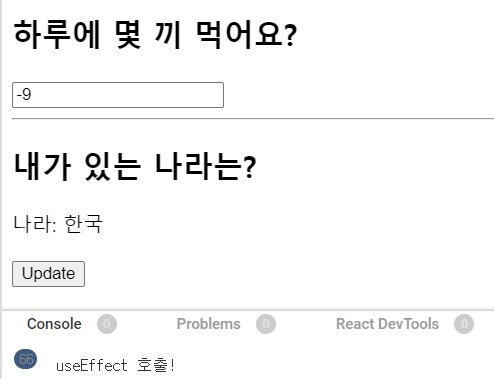 하루에 몇 끼 먹어요?
-9
내가 있는 나라는?
나라: 한국
Update
Console 0 Problems 0 React DevTools 0
66 useEffect 호출!